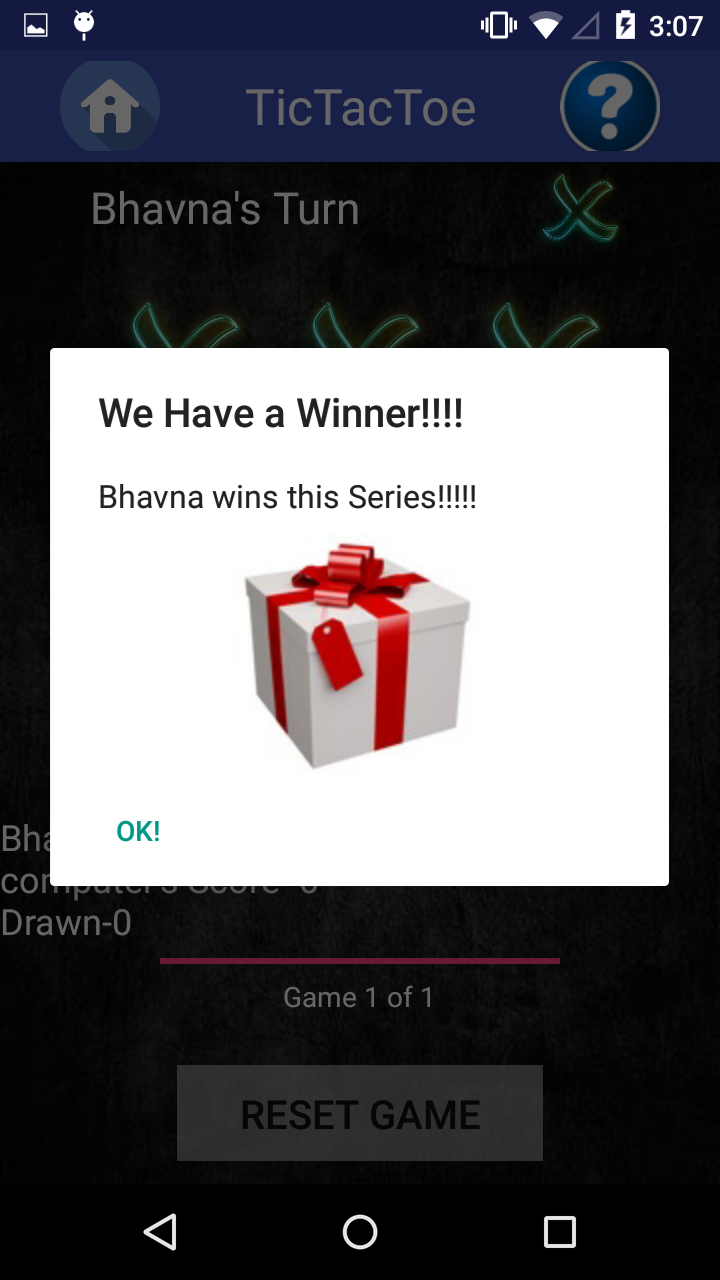 3:07
TicTacToe
Bhavna's Turn
We Have a Winner!!!!
Bhavna wins this Series!!!!!
OK!
Drawn-0
Game 1 of 1
RESET GAME